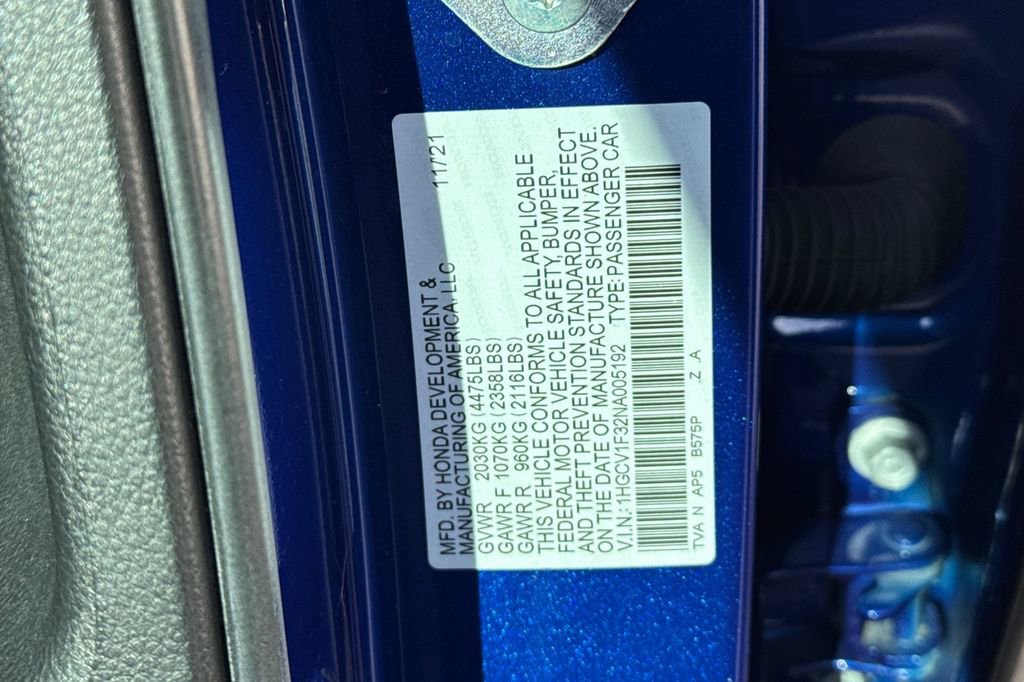 MFD. BY HONDA DEVELOPMENT & 11/21
MANUFACTURING OF AMERICA, LLC
GVWR 2030KG (4475LBS)
GAWR F 1070KG (2358LBS)
GAWR R 960KG (2116LBS)
THIS VEHICLE CONFORMS TO ALL APPLICABLE
FEDERAL MOTOR VEHICLE SAFETY, BUMPER,
AND THEFT PREVENTION STANDARDS IN EFFECT
ON THE DATE OF MANUFACTURE SHOWN ABOVE.
V.I.N.: 1HGCV1F32NA005192 TYPE: PASSENGER CAR
TVA N AP5 B575P Z A